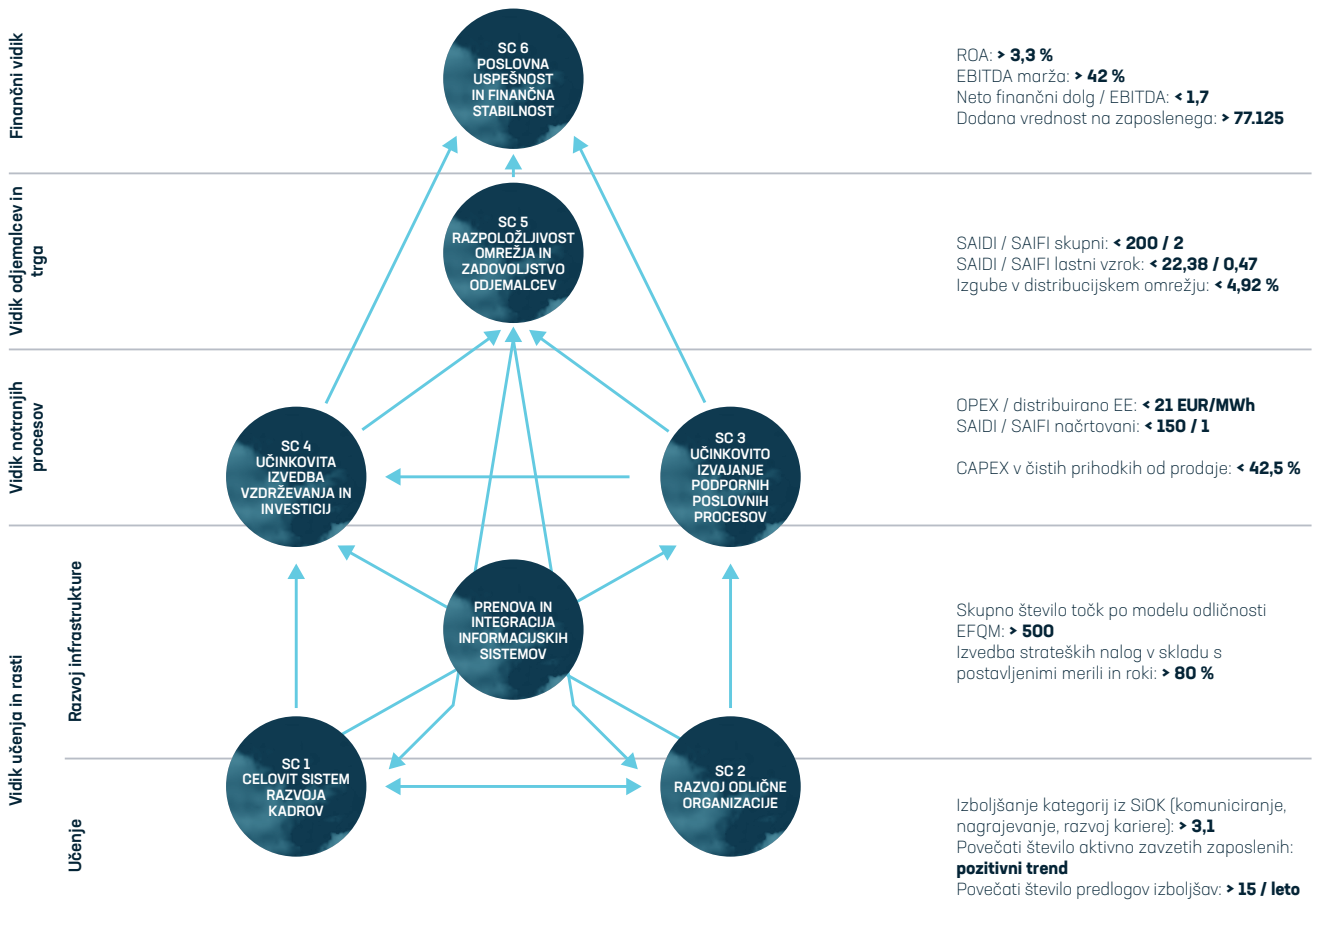 Finančni vidik
SC 6
POSLOVNA
USPEŠNOST
IN FINANČNA
STABILNOST
ROA: > 3,3 %
EBITDA marža: > 42 %
Neto finančni dolg / EBITDA: < 1,7
Dodana vrednost na zaposlenega: > 77.125
Vidik odjemalcev in
trga
SC 5
RAZPOLOŽLJIVOST
OMREŽJA IN
ZADOVOLJSTVO
ODJEMALCEV
SAIDI / SAIFI skupni: < 200 / 2
SAIDI / SAIFI lastni vzrok: < 22,38 / 0,47
Izgube v distribucijskem omrežju: < 4,92 %
Vidik notranjih
procesov
SC 4
UČINKOVITA
IZVEDBA
VZDRŽEVANJA IN
INVESTICIJ
SC 3
UČINKOVITO
IZVAJANJE
PODPORNIH
POSLOVNIH
PROCESOV
OPEX / distribuirano EE: < 21 EUR/MWh
SAIDI / SAIFI načrtovani: < 150 / 1
CAPEX v čistih prihodkih od prodaje: < 42,5 %
Vidik učenja in rasti
Razvoj infrastrukture
PRENOVA IN
INTEGRACIJA
INFORMACIJSKIH
SISTEMOV
Skupno število točk po modelu odličnosti
EFQM: > 500
Izvedba strateških nalog v skladu s
postavljenimi merili in roki: > 80 %
Učenje
SC 1
CELOVIT SISTEM
RAZVOJA
KADROV
SC 2
RAZVOJ ODLIČNE
ORGANIZACIJE
Izboljšanje kategorij iz SiOK (komuniciranje,
nagrajevanje, razvoj kariere): > 3,1
Povečati število aktivno zavzetih zaposlenih:
pozitivni trend
Povečati število predlogov izboljšav: > 15 / leto